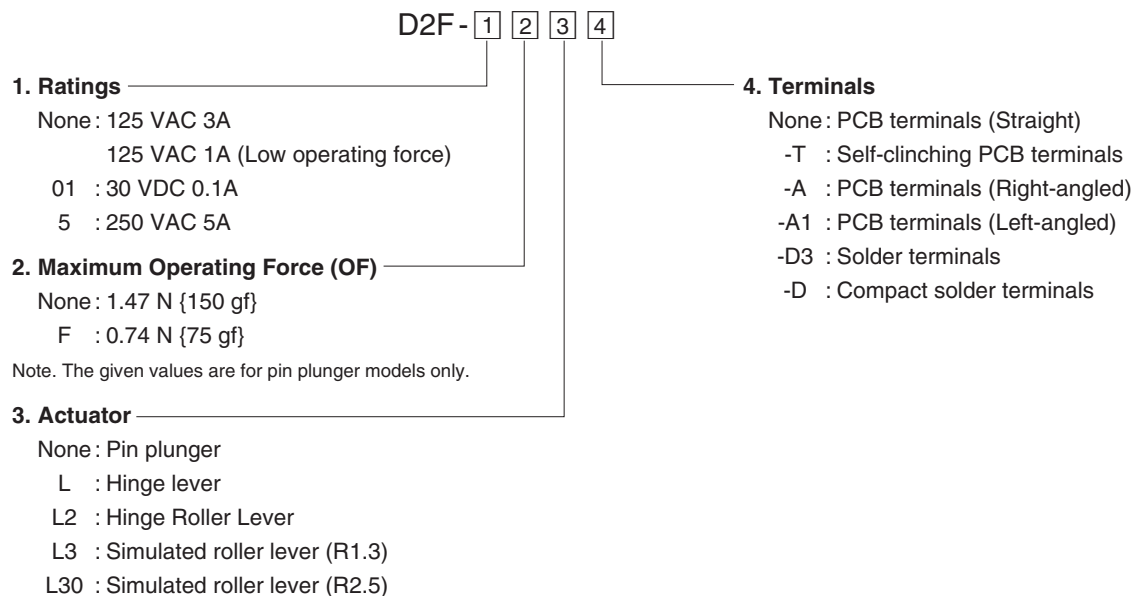 D2F- 1 2 3 4
1. Ratings
None : 125 VAC 3A
125 VAC 1A (Low operating force)
01 : 30 VDC 0.1A
5 : 250 VAC 5A
2. Maximum Operating Force (OF)
None : 1.47 N {150 gf}
F : 0.74 N {75 gf}
Note. The given values are for pin plunger models only.
3. Actuator
None : Pin plunger
L : Hinge lever
L2 : Hinge Roller Lever
L3 : Simulated roller lever (R1.3)
L30 : Simulated roller lever (R2.5)
4. Terminals
None : PCB terminals (Straight)
-T : Self-clinching PCB terminals
-A : PCB terminals (Right-angled)
-A1 : PCB terminals (Left-angled)
-D3 : Solder terminals
-D : Compact solder terminals